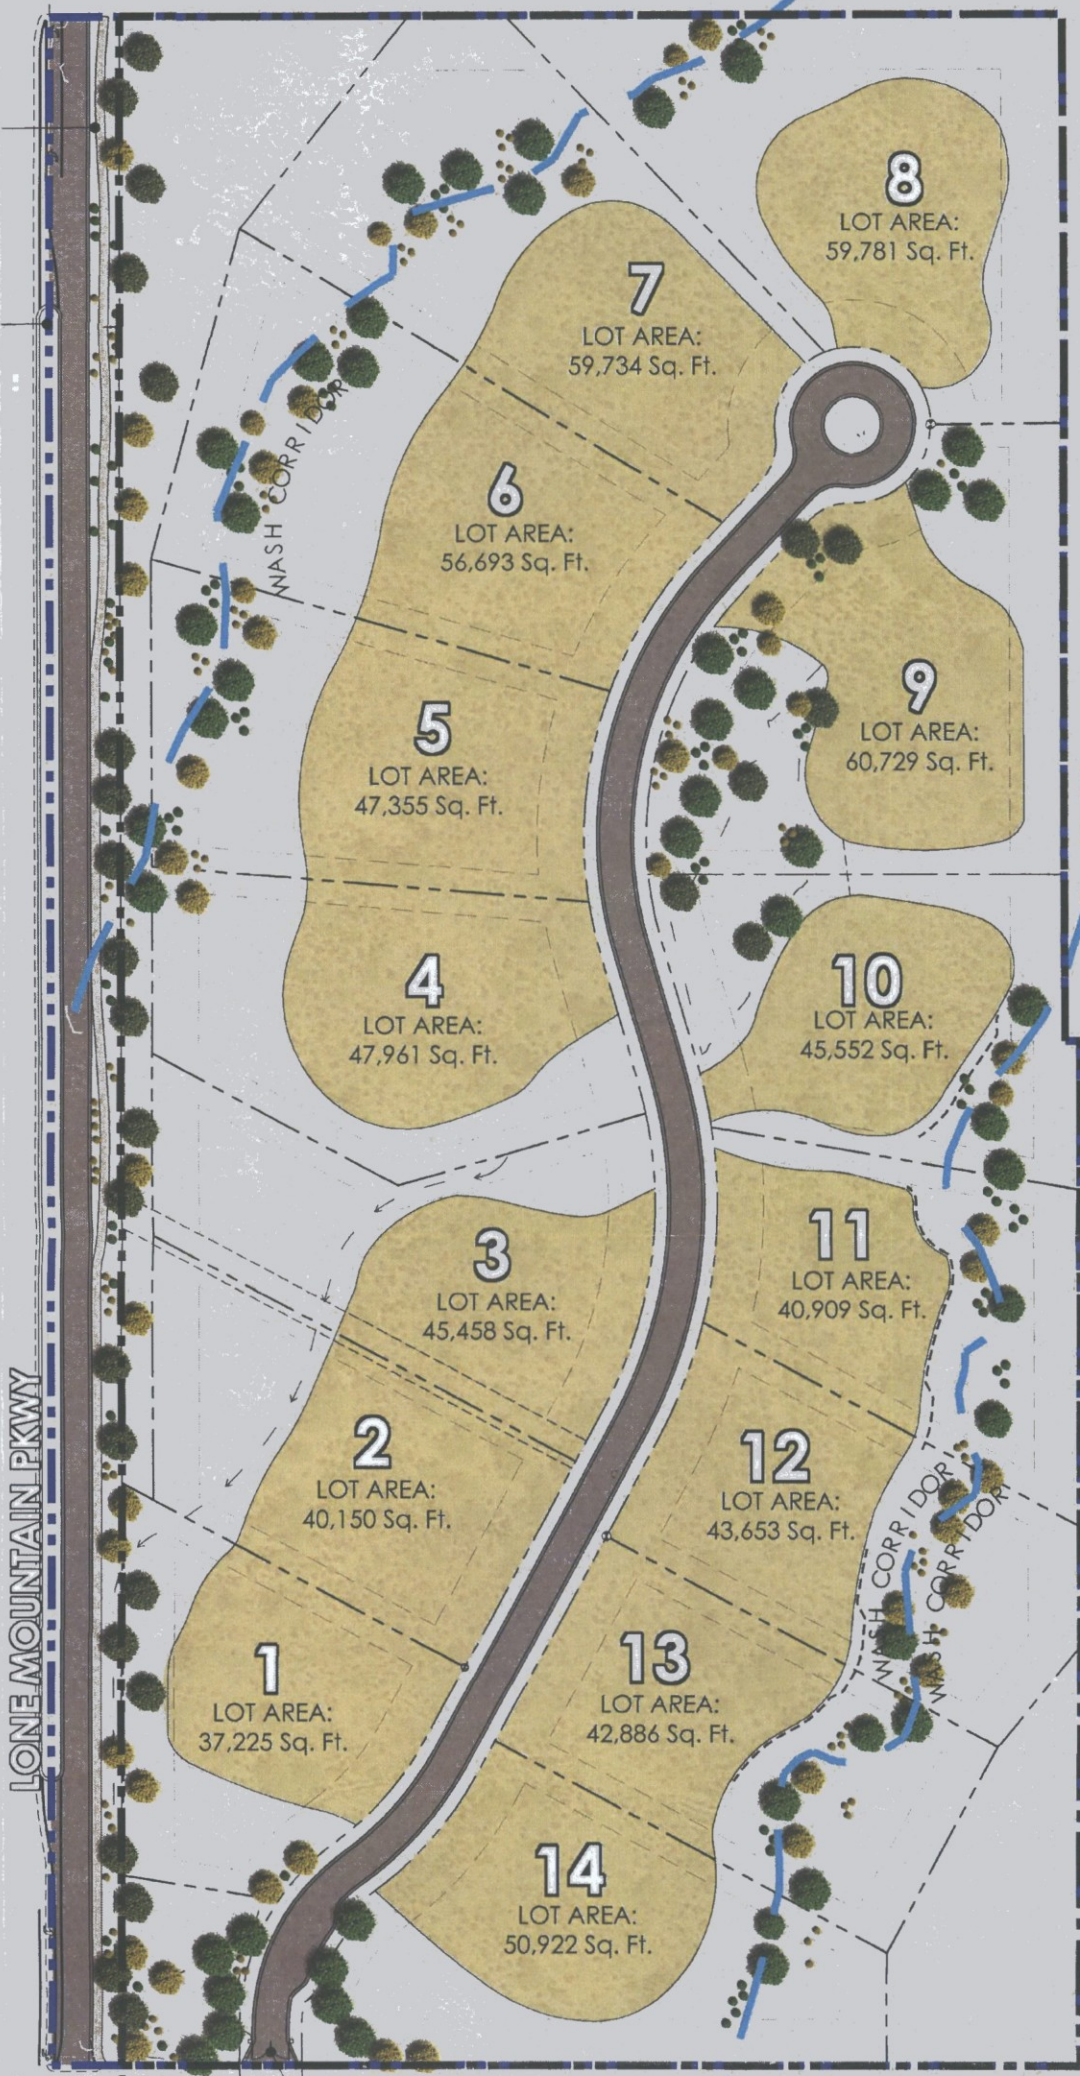 8
LOT AREA:
59,781 Sq. Ft.
7
LOT AREA:
59,734 Sq. Ft.
WASH CORRIDOR
6
LOT AREA:
56,693 Sq. Ft.
9
LOT AREA:
60,729 Sq. Ft.
5
LOT AREA:
47,355 Sq. Ft.
4
LOT AREA:
47,961 Sq. Ft.
10
LOT AREA:
45,552 Sq. Ft.
3
LOT AREA:
45,458 Sq. Ft.
11
LOT AREA:
40,909 Sq. Ft.
2
LOT AREA:
40,150 Sq. Ft.
12
LOT AREA:
43,653 Sq. Ft.
WASH CORRIDOR
WASH CORRIDOR
LONE MOUNTAIN PKWY
1
LOT AREA:
37,225 Sq. Ft.
13
LOT AREA:
42,886 Sq. Ft.
14
LOT AREA:
50,922 Sq. Ft.